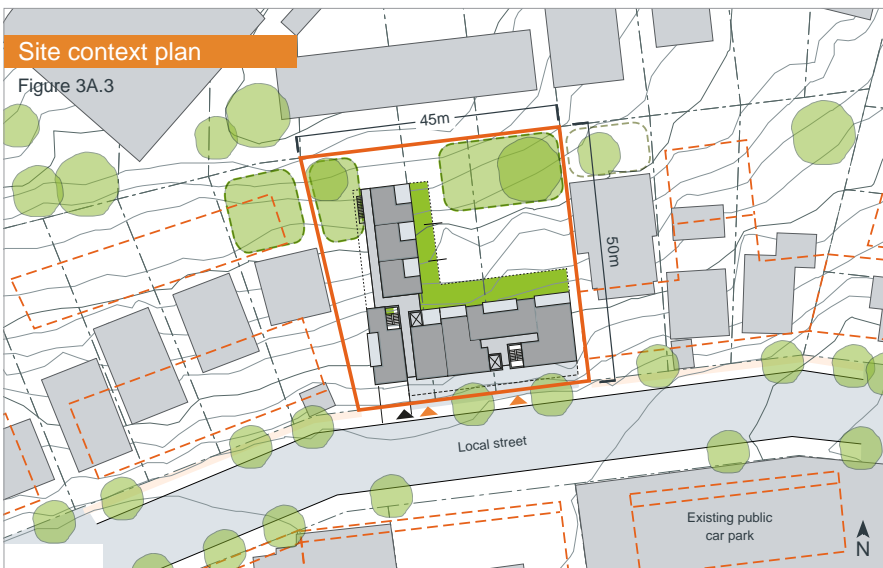 Site context plan
Figure 3A.3
45m
50m
Local street
Existing public
car park
N